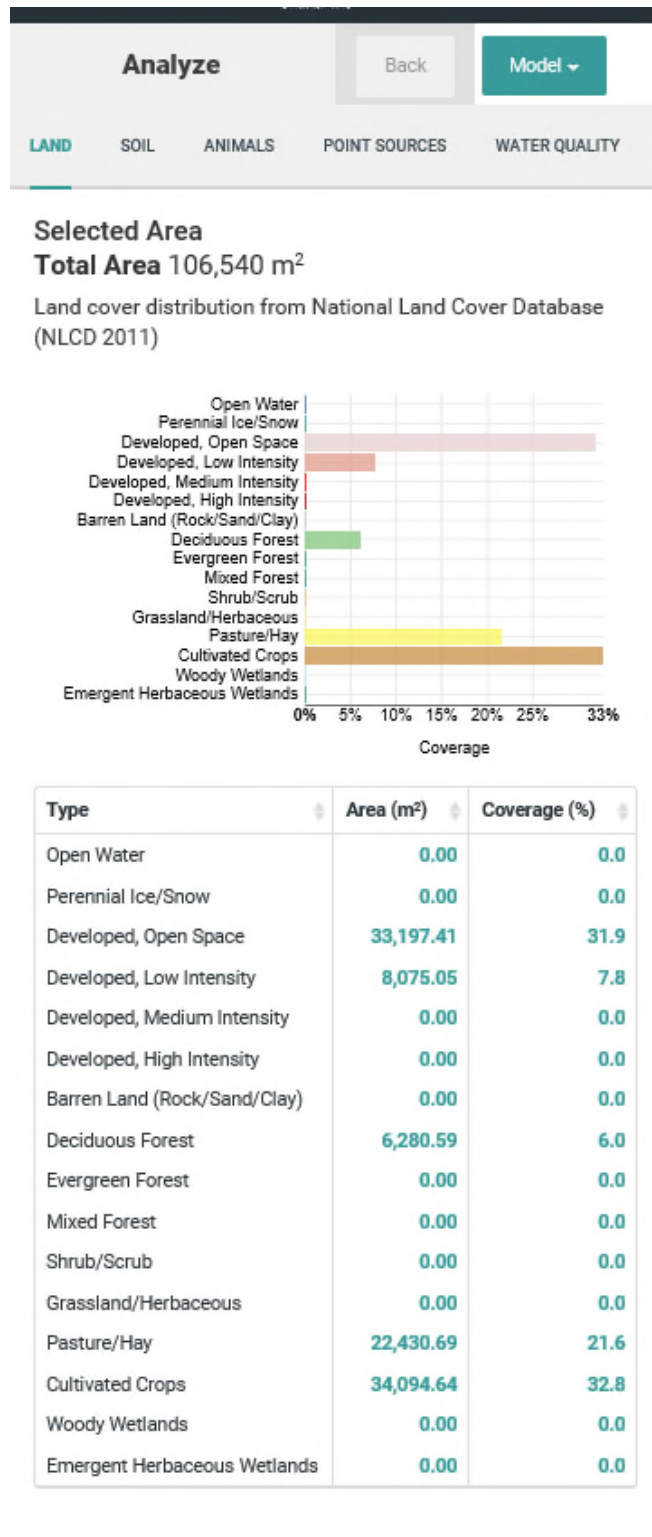 Analyze
Back
Model
LAND SOIL ANIMALS POINT SOURCES WATER QUALITY
Selected Area
Total Area 106,540 m²
Land cover distribution from National Land Cover Database
(NLCD 2011)
Open Water
Perennial Ice/Snow
Developed, Open Space
Developed, Low Intensity
Developed, Medium Intensity
Developed, High Intensity
Barren Land (Rock/Sand/Clay)
Deciduous Forest
Evergreen Forest
Mixed Forest
Shrub/Scrub
Grassland/Herbaceous
Pasture/Hay
Cultivated Crops
Woody Wetlands
Emergent Herbaceous Wetlands
0% 5% 10% 15% 20% 25% 33%
Coverage
Type Area (m²) Coverage (%)
Open Water 0.00 0.0
Perennial Ice/Snow 0.00 0.0
Developed, Open Space 33,197.41 31.9
Developed, Low Intensity 8,075.05 7.8
Developed, Medium Intensity 0.00 0.0
Developed, High Intensity 0.00 0.0
Barren Land (Rock/Sand/Clay) 0.00 0.0
Deciduous Forest 6,280.59 6.0
Evergreen Forest 0.00 0.0
Mixed Forest 0.00 0.0
Shrub/Scrub 0.00 0.0
Grassland/Herbaceous 0.00 0.0
Pasture/Hay 22,430.69 21.6
Cultivated Crops 34,094.64 32.8
Woody Wetlands 0.00 0.0
Emergent Herbaceous Wetlands 0.00 0.0